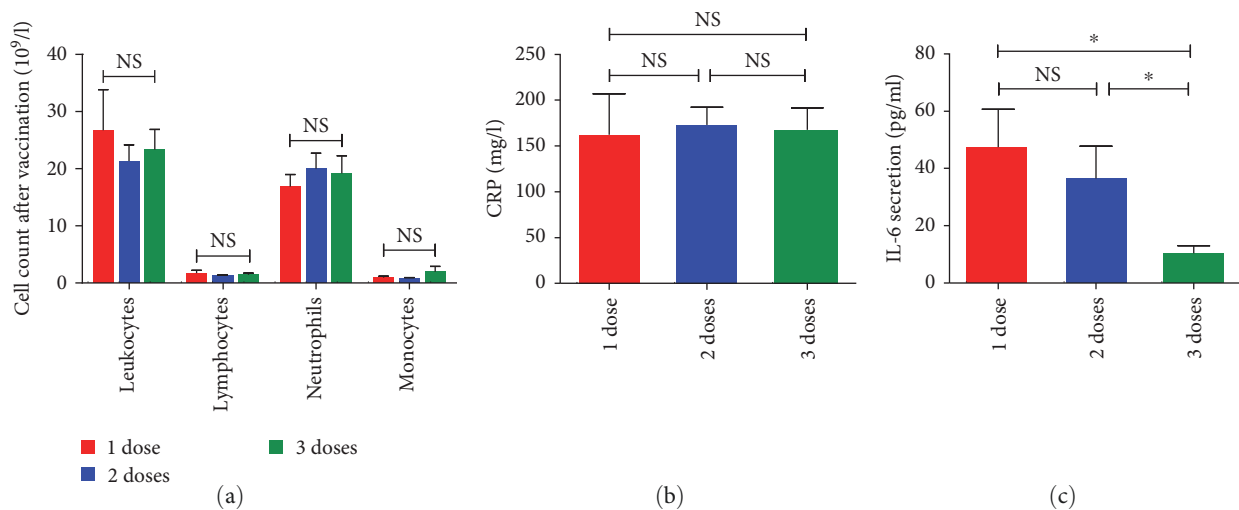 Cell count after vaccination (10⁹/l)
40
30
20
10
0
NS
NS
NS
NS
Leukocytes
Lymphocytes
Neutrophils
Monocytes
1 dose
2 doses
3 doses
(a)
CRP (mg/l)
250
200
150
100
50
0
NS
NS
NS
1 dose
2 doses
3 doses
(b)
IL-6 secretion (pg/ml)
80
60
40
20
0
*
NS
*
1 dose
2 doses
3 doses
(c)